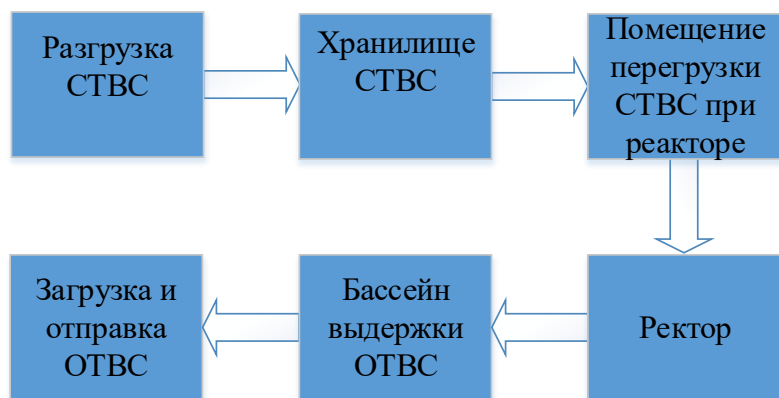 Разгрузка
СТВС
Хранилище
СТВС
Помещение
перегрузки
СТВС при
реакторе
Загрузка и
отправка
ОТВС
Бассейн
выдержки
ОТВС
Ректор